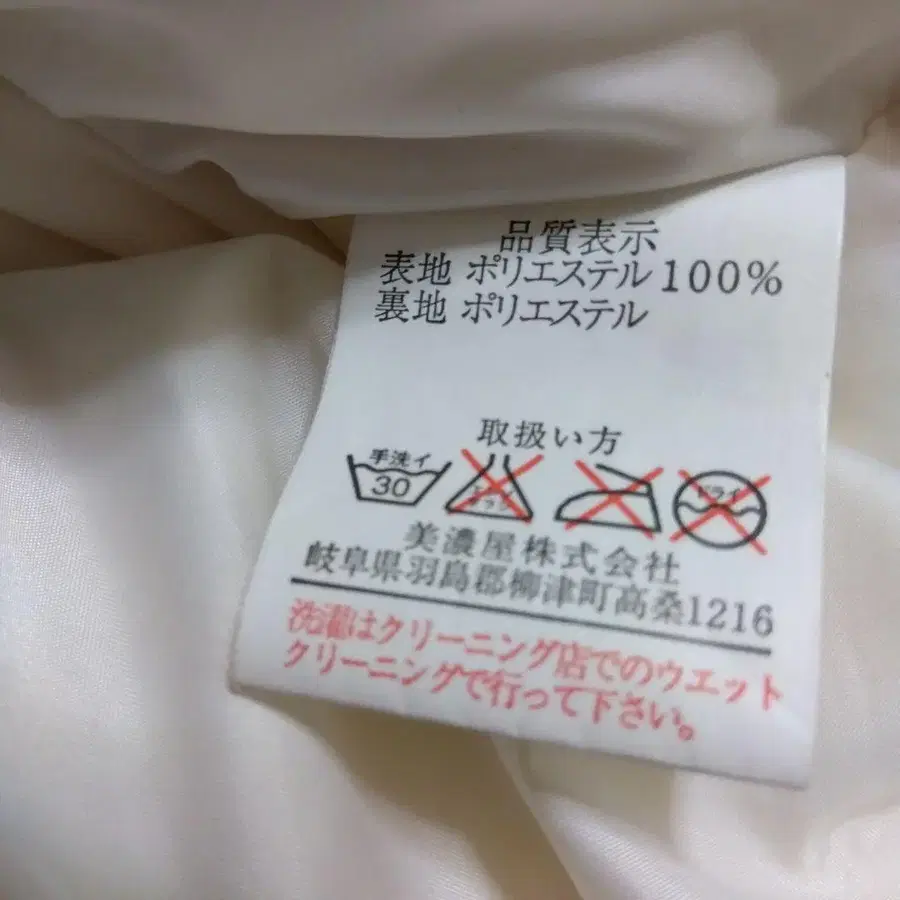 品質表示
表地 ポリエステル 100%
裏地 ポリエステル
取扱い方
手洗イ
30
ドライ
美濃屋株式会社
岐阜県羽島郡柳津町高桑1216
洗濯はクリーニング店でのウエット
クリーニングで行って下さい。